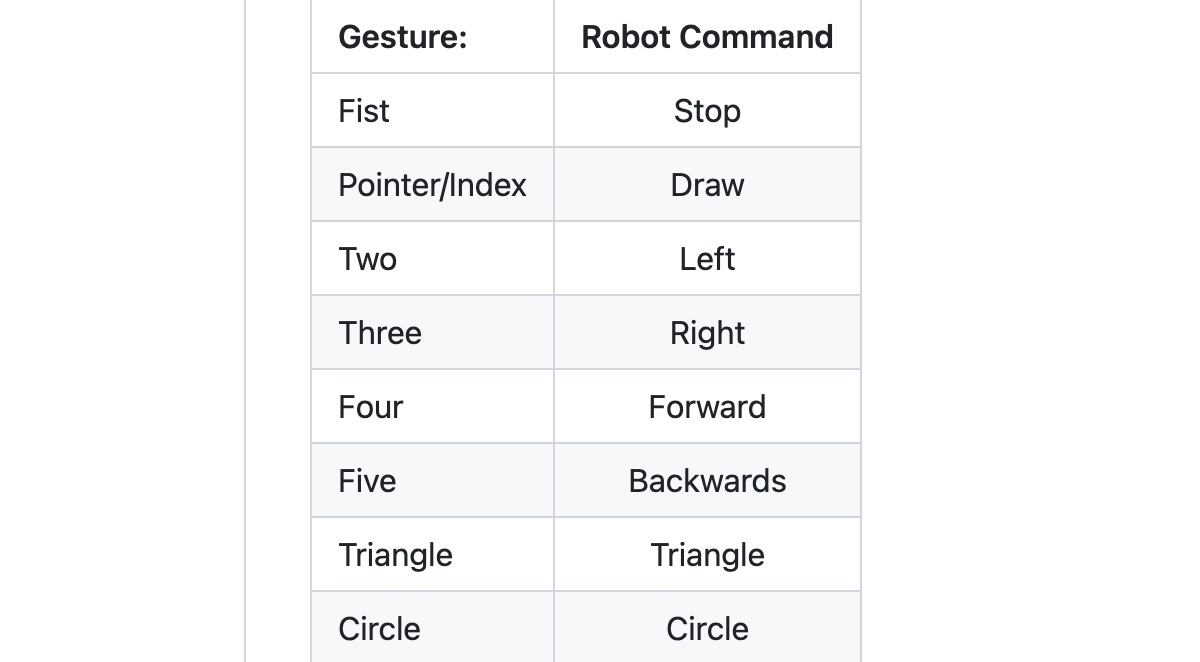 Gesture: Robot Command
Fist Stop
Pointer/Index Draw
Two Left
Three Right
Four Forward
Five Backwards
Triangle Triangle
Circle Circle